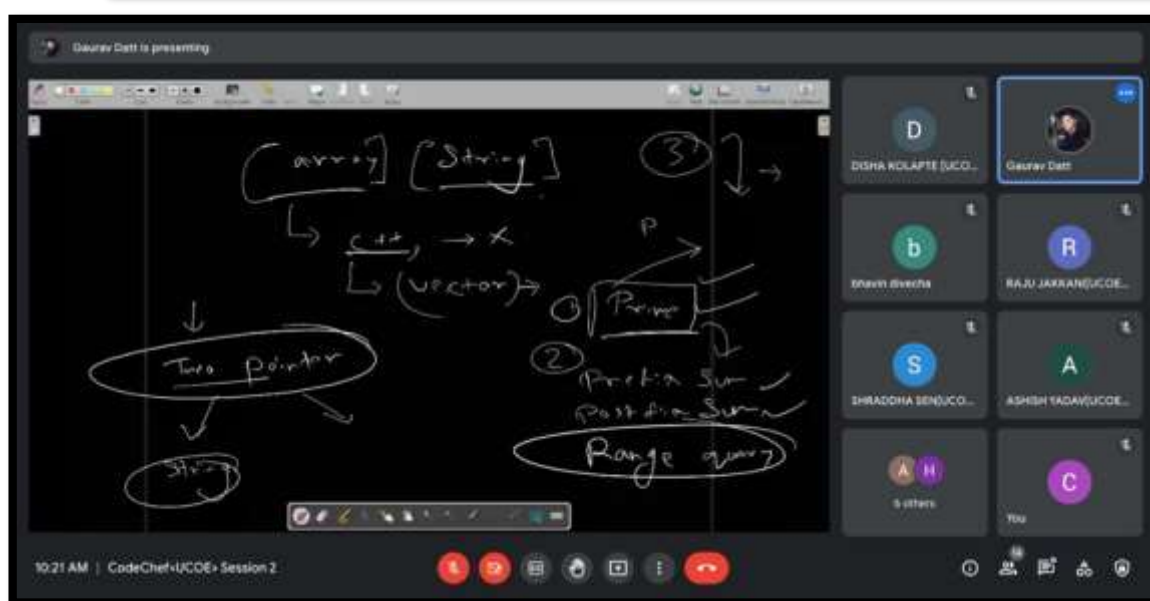 Gaurav Datt is presenting
[array] [String]
3
c++, → X
(vector) →
P
1 Prime
Two pointer
2
Prefix Sum ✓
Postfix Sum ✓
Range query
String
D
DISHA KOLAPTE (UCO...
Gaurav Datt
b
bhavin divecha
R
RAJU JAKKAN(UCOE...
S
SHRADDHA SEN(UCO...
A
ASHISH YADAV(UCOE...
A H
6 others
C
You
10:21 AM | CodeChef<UCOE> Session 2